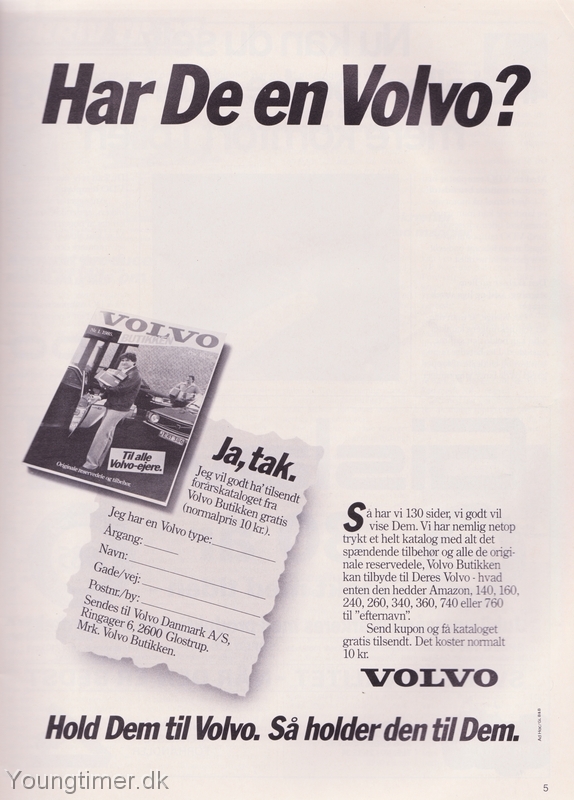 Har De en Volvo?
VOLVO
BUTIKKEN
Til alle
Volvo-ejere.
Originale reservedele og tilbehør.
Ja, tak.
Jeg vil godt ha' tilsendt
forårskataloget fra
Volvo Butikken gratis
(normalpris 10 kr.).
Jeg har en Volvo type:
Årgang:
Navn:
Gade/vej:
Postnr./by:
Sendes til Volvo Danmark A/S,
Ringager 6, 2600 Glostrup.
Mrk. Volvo Butikken.
Så har vi 130 sider, vi godt vil
vise Dem. Vi har nemlig netop
trykt et helt katalog med alt det
spændende tilbehør og alle de origi-
nale reservedele, Volvo Butikken
kan tilbyde til Deres Volvo - hvad
enten den hedder Amazon, 140, 160,
240, 260, 340, 360, 740 eller 760
til "efternavn".
Send kupon og få kataloget
gratis tilsendt. Det koster normalt
10 kr.
VOLVO
Hold Dem til Volvo. Så holder den til Dem.
Youngtimer.dk
5